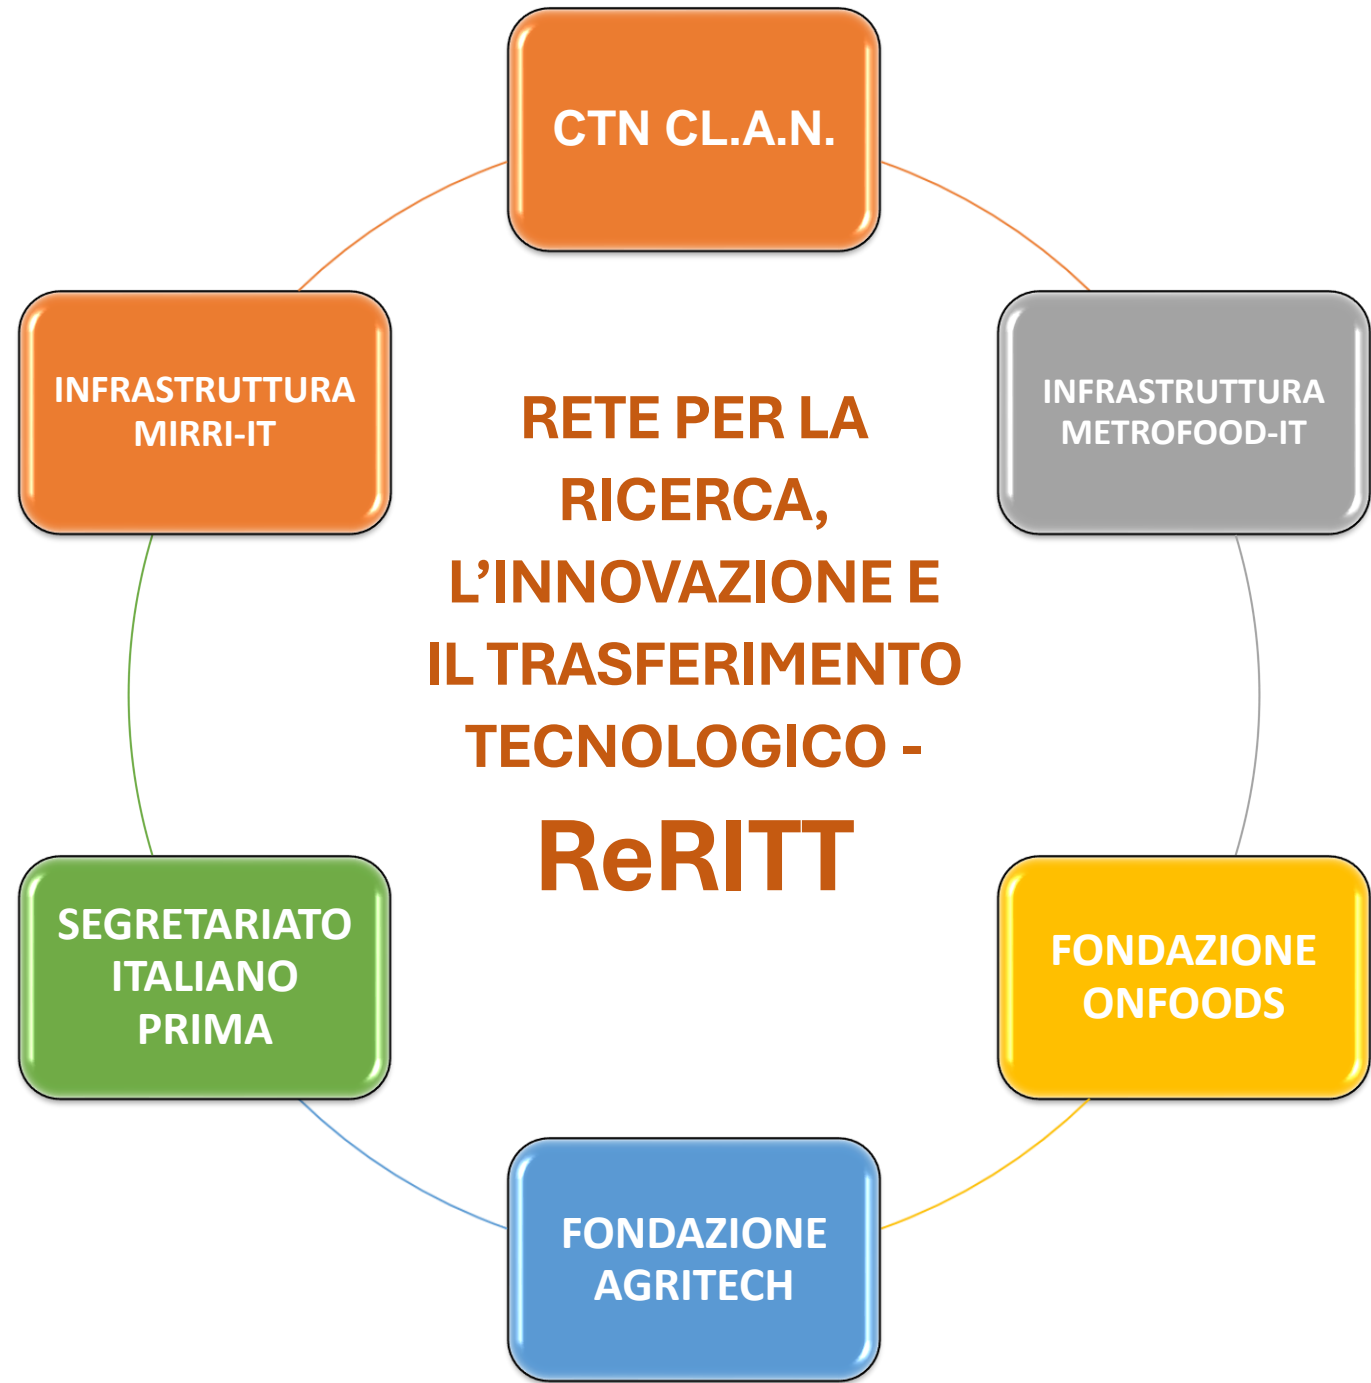 CTN CL.A.N.
INFRASTRUTTURA
METROFOOD-IT
FONDAZIONE
ONFOODS
FONDAZIONE
AGRITECH
SEGRETARIATO
ITALIANO
PRIMA
INFRASTRUTTURA
MIRRI-IT
RETE PER LA
RICERCA,
L’INNOVAZIONE E
IL TRASFERIMENTO
TECNOLOGICO -
ReRITT